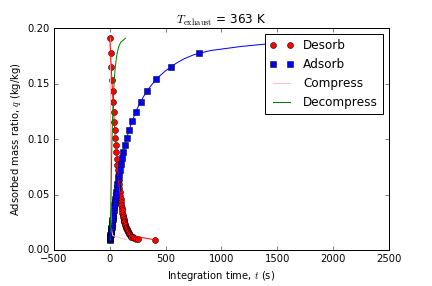 T_exhaust = 363 K
Adsorbed mass ratio, q (kg/kg)
0.20
0.15
0.10
0.05
0.00
Desorb
Adsorb
Compress
Decompress
−500 0 500 1000 1500 2000 2500
Integration time, t (s)